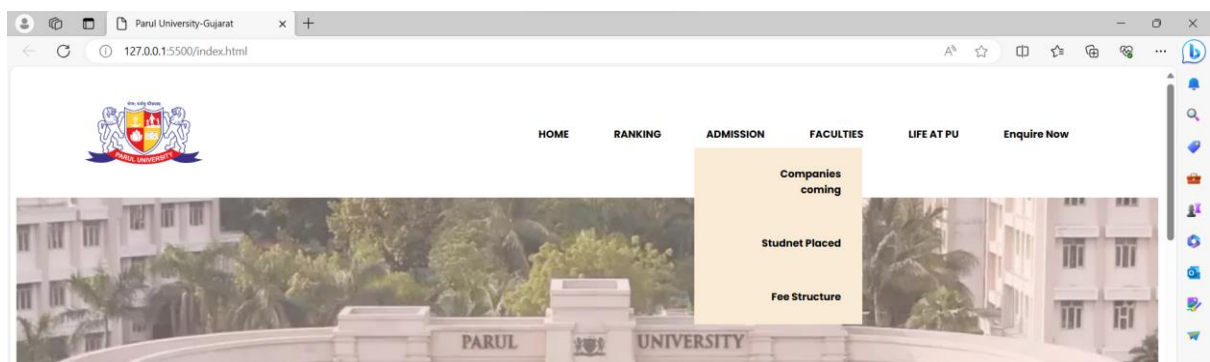 Parul University-Gujarat
127.0.0.1:5500/index.html
PARUL UNIVERSITY
HOME RANKING ADMISSION FACULTIES LIFE AT PU Enquire Now
Companies
coming
Studnet Placed
Fee Structure
PARUL UNIVERSITY